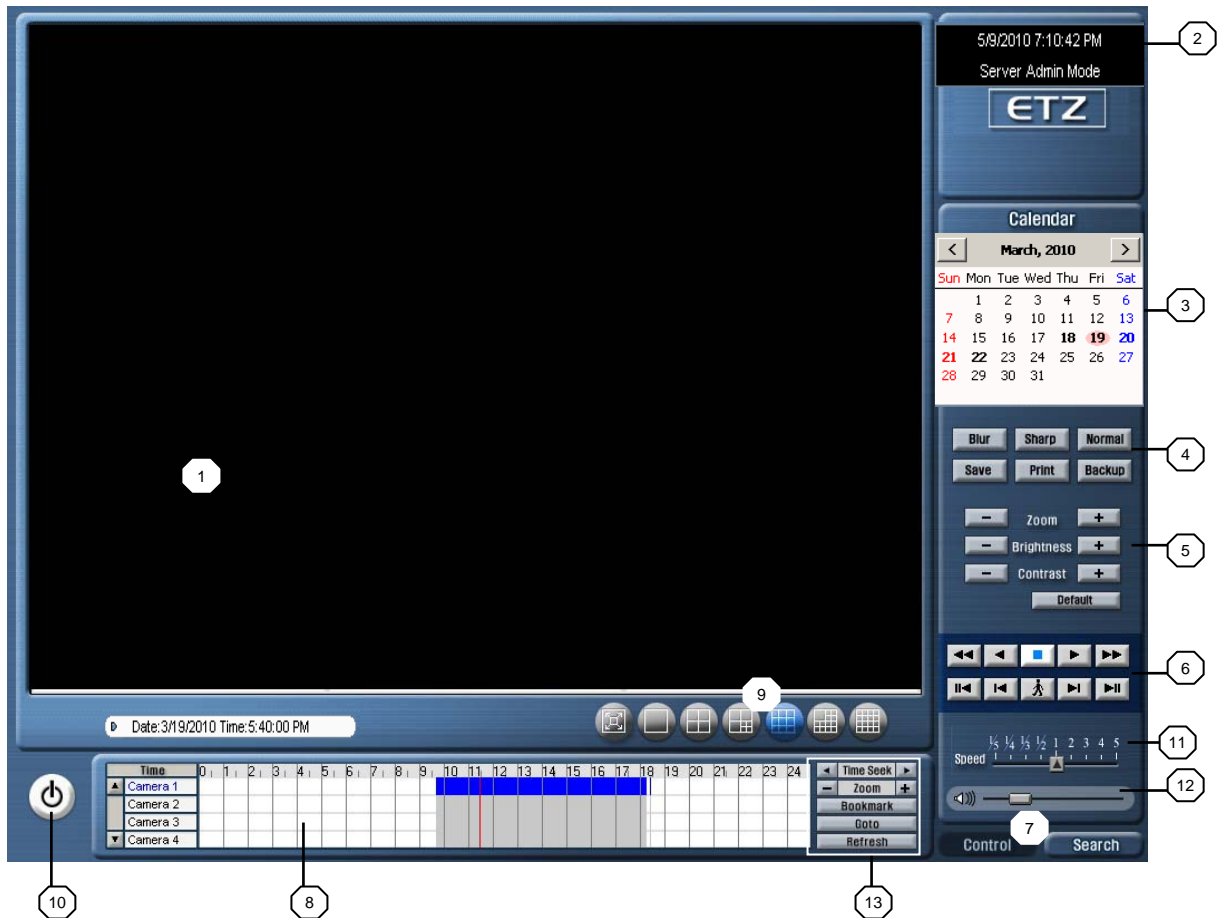 5/9/2010 7:10:42 PM
2
Server Admin Mode
ETZ
Calendar
March, 2010
Sun Mon Tue Wed Thu Fri Sat
1 2 3 4 5 6
3
7 8 9 10 11 12 13
14 15 16 17 18 19 20
21 22 23 24 25 26 27
28 29 30 31
Blur Sharp Normal
4
Save Print Backup
1
- Zoom +
- Brightness +
5
- Contrast +
Default
6
9
Date:3/19/2010 Time:5:40:00 PM
1/5 1/4 1/3 1/2 1 2 3 4 5
11
Speed
12
7
Control Search
Time 0 1 2 3 4 5 6 7 8 9 10 11 12 13 14 15 16 17 18 19 20 21 22 23 24
Camera 1
Camera 2
Camera 3
Camera 4
Time Seek
- Zoom +
Bookmark
Goto
Refresh
10
8
13